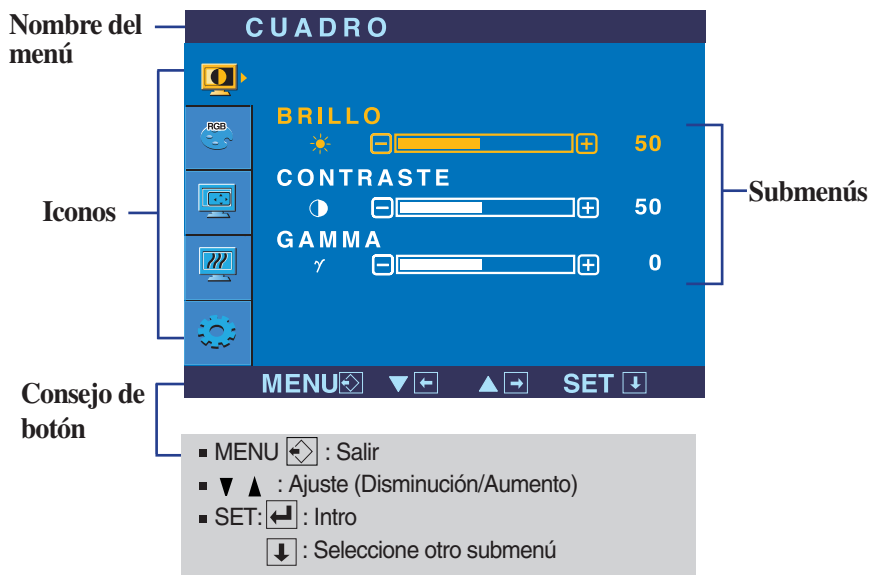 Nombre del
menú
CUADRO
RGB
BRILLO
50
CONTRASTE
50
GAMMA
γ
0
Iconos
Submenús
MENU ▼ ← ▲ → SET ↓
Consejo de
botón
▪ MENU : Salir
▪ ▼ ▲ : Ajuste (Disminución/Aumento)
▪ SET: ↵ : Intro
↓ : Seleccione otro submenú